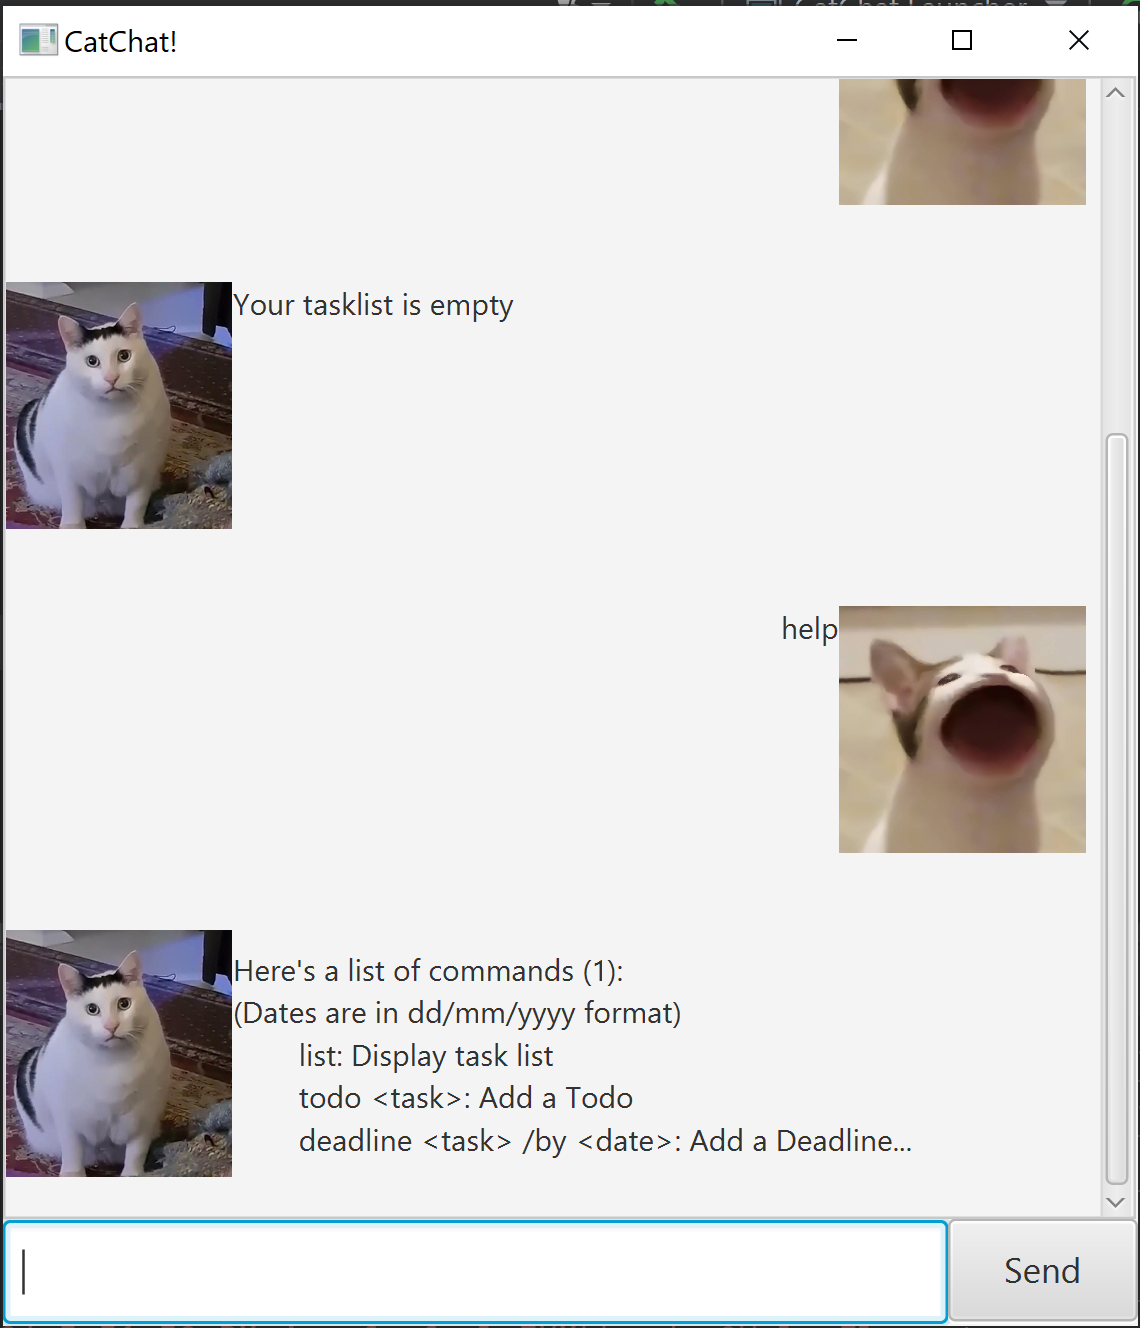 CatChat!
Your tasklist is empty
help
Here's a list of commands (1):
(Dates are in dd/mm/yyyy format)
list: Display task list
todo <task>: Add a Todo
deadline <task> /by <date>: Add a Deadline...
Send